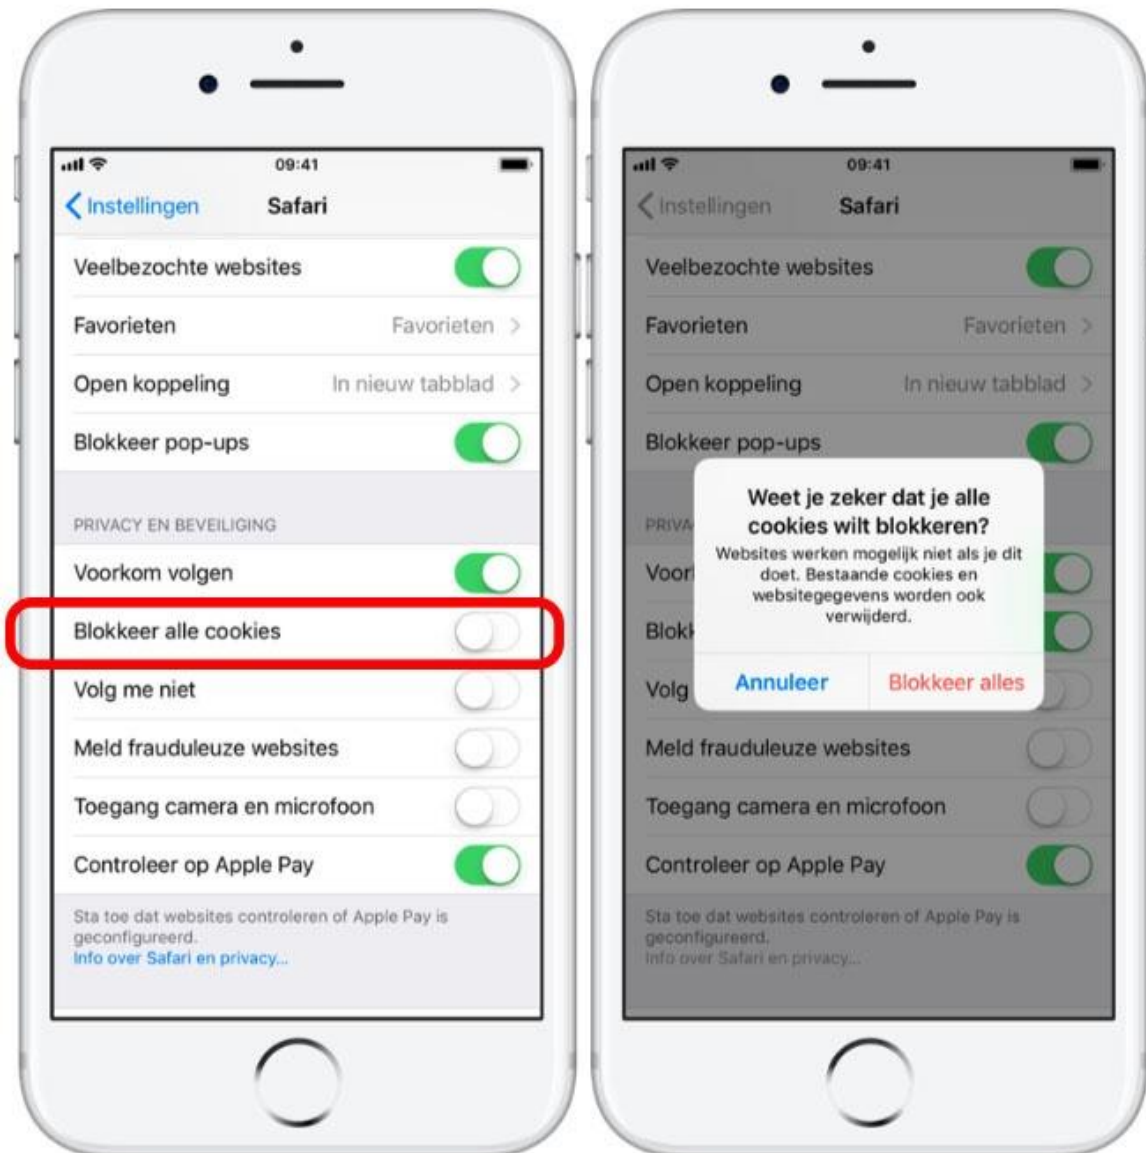 09:41
Instellingen Safari
Veelbezochte websites
Favorieten Favorieten
Open koppeling In nieuw tabblad
Blokkeer pop-ups
PRIVACY EN BEVEILIGING
Voorkom volgen
Blokkeer alle cookies
Volg me niet
Meld frauduleuze websites
Toegang camera en microfoon
Controleer op Apple Pay
Sta toe dat websites controleren of Apple Pay is
geconfigureerd.
Info over Safari en privacy...
09:41
Instellingen Safari
Veelbezochte websites
Favorieten Favorieten
Open koppeling In nieuw tabblad
Blokkeer pop-ups
Weet je zeker dat je alle
cookies wilt blokkeren?
Websites werken mogelijk niet als je dit
doet. Bestaande cookies en
websitegegevens worden ook
verwijderd.
Annuleer Blokkeer alles
PRIVA
Voor
Blokk
Volg
Meld frauduleuze websites
Toegang camera en microfoon
Controleer op Apple Pay
Sta toe dat websites controleren of Apple Pay is
geconfigureerd.
Info over Safari en privacy...